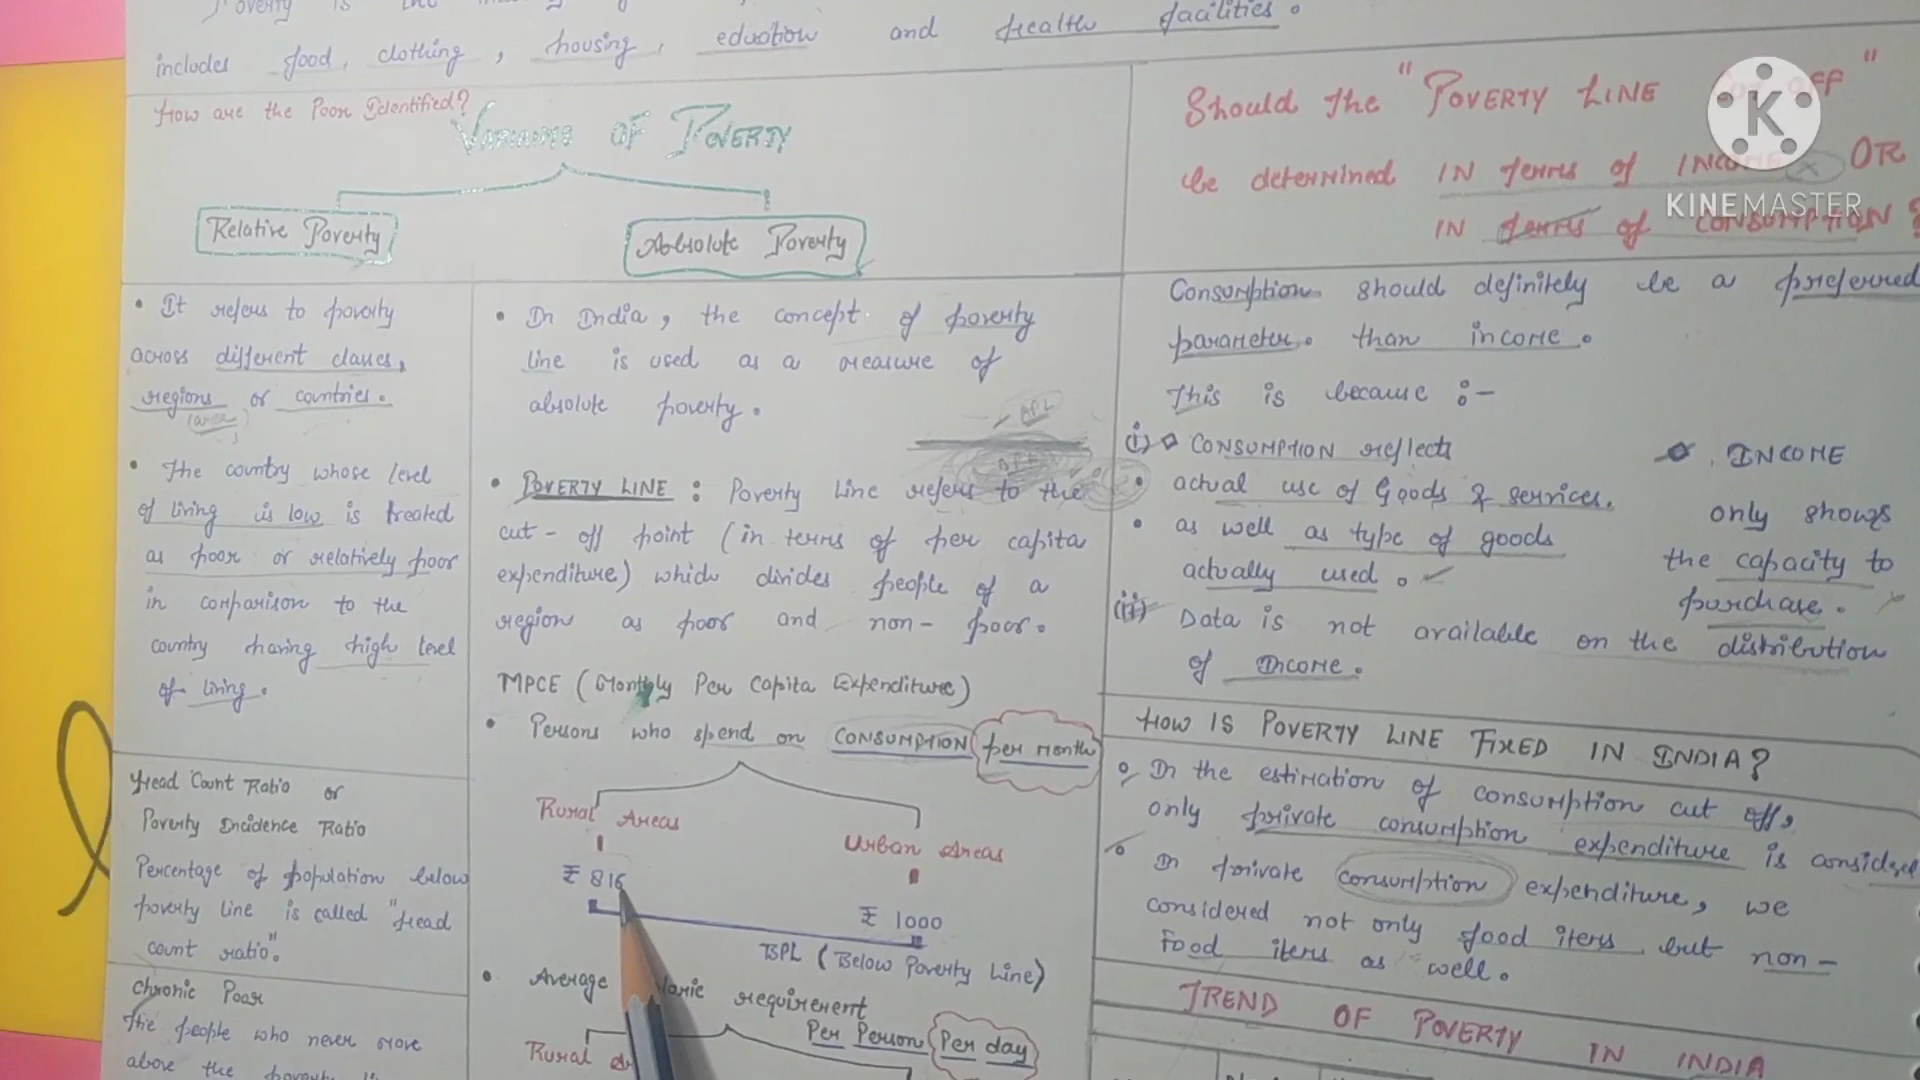 Poverty is the
includes food, clothing, housing, eduction and health facilities.
How are the Poor Identified?
VARIANTS OF POVERTY
Relative Poverty
Absolute Poverty
• It refers to poverty
across different classes,
regions or countries.
(area)
• The country whose level
of living is low is treated
as poor or relatively poor
in comparison to the
country having high level
of living.
Head Count Ratio or
Poverty Incidence Ratio
Percentage of population below
poverty line is called "Head
count ratio".
Chronic Poor
The people who never move
above the
• In India, the concept of poverty
line is used as a measure of
absolute poverty.
APL
BPL
• POVERTY LINE : Poverty Line refers to the
cut-off point (in terms of per capita
expenditure) which divides people of a
region as poor and non-poor.
MPCE (Monthly Per Capita Expenditure)
• Persons who spend on CONSUMPTION per month
Rural Areas
Urban Areas
₹ 816
₹ 1000
BPL (Below Poverty Line)
• Average requirement
Per Person Per day
Rural
Should the "POVERTY LINE OFF"
be determined IN terms of INCOME X OR
IN terms of CONSUMPTION ?
K
KINEMASTER
Consumption should definitely be a preferred
parameter. than income.
This is because :-
(i) CONSUMPTION reflects
• actual use of Goods & services.
• as well as type of goods
actually used.
INCOME
only shows
the capacity to
purchase.
(ii) Data is not available on the distribution
of Income.
HOW IS POVERTY LINE FIXED IN INDIA?
In the estimation of consumption cut off,
only private consumption expenditure is considered
In private consumption expenditure, we
considered not only food items but non-
food items as well.
TREND OF POVERTY IN INDIA